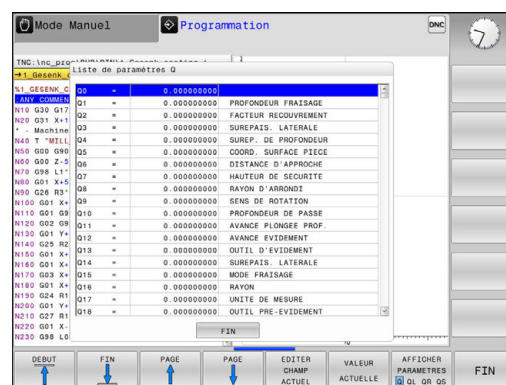 Mode Manuel
Programmation
DNC
Liste de paramètres Q
→1_Gesenk_
%1_GESENK_C
N10 G30 G17
N20 G31 X+1
* - Machine
N40 T "MILL
N50 G00 G90
N60 G00 Z-5
N70 G98 L1*
N80 G01 X+5
N90 G26 R3*
N100 G01 X+
N110 G01 G9
N120 G02 G9
N130 G01 Y+
N140 G25 R2
N150 G01 X+
N160 G01 X+
N170 G03 X+
N180 G01 X+
N190 G24 R1
N200 G01 Y+
N210 G27 R1
N220 G01 X-
N230 G98 L0
Q0 = 0.000000000
Q1 = 0.000000000 PROFONDEUR FRAISAGE
Q2 = 0.000000000 FACTEUR RECOUVREMENT
Q3 = 0.000000000 SUREPAIS. LATERALE
Q4 = 0.000000000 SUREP. DE PROFONDEUR
Q5 = 0.000000000 COORD. SURFACE PIECE
Q6 = 0.000000000 DISTANCE D'APPROCHE
Q7 = 0.000000000 HAUTEUR DE SECURITE
Q8 = 0.000000000 RAYON D'ARRONDI
Q9 = 0.000000000 SENS DE ROTATION
Q10 = 0.000000000 PROFONDEUR DE PASSE
Q11 = 0.000000000 AVANCE PLONGEE PROF.
Q12 = 0.000000000 AVANCE EVIDEMENT
Q13 = 0.000000000 OUTIL D'EVIDEMENT
Q14 = 0.000000000 SUREPAIS. LATERALE
Q15 = 0.000000000 MODE FRAISAGE
Q16 = 0.000000000 RAYON
Q17 = 0.000000000 UNITE DE MESURE
Q18 = 0.000000000 OUTIL PRE-EVIDEMENT
FIN
DEBUT
FIN
PAGE
PAGE
EDITER
CHAMP
ACTUEL
VALEUR
ACTUELLE
AFFICHER
PARAMETRES
Q QL QR QS
FIN